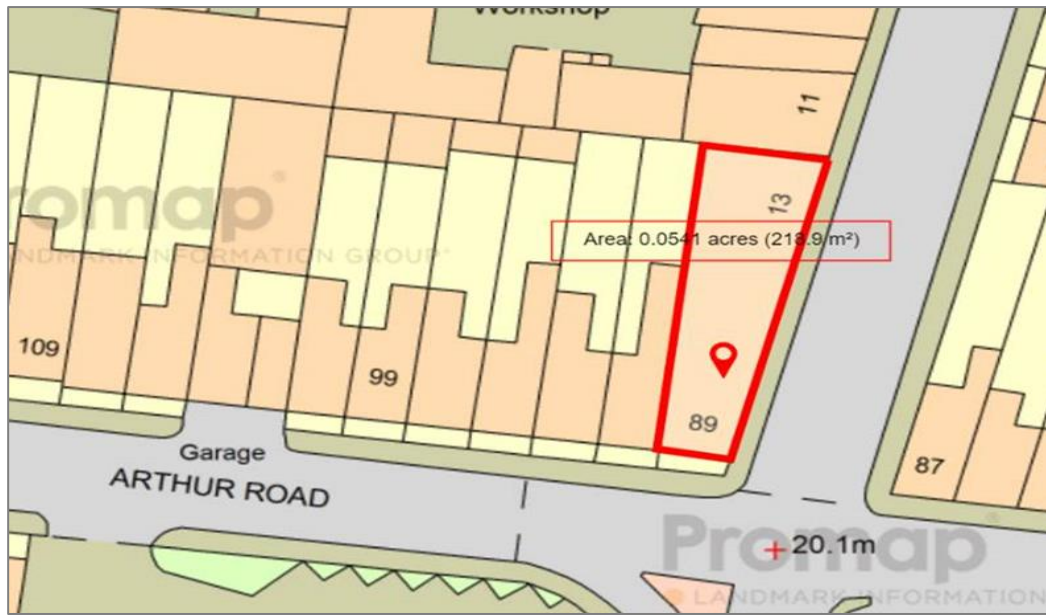 Workshop
11
13
Promap
LANDMARK INFORMATION GROUP
Area: 0.0541 acres (218.9 m²)
109
99
89
87
Garage
ARTHUR ROAD
Promap
20.1m
LANDMARK INFORMATION